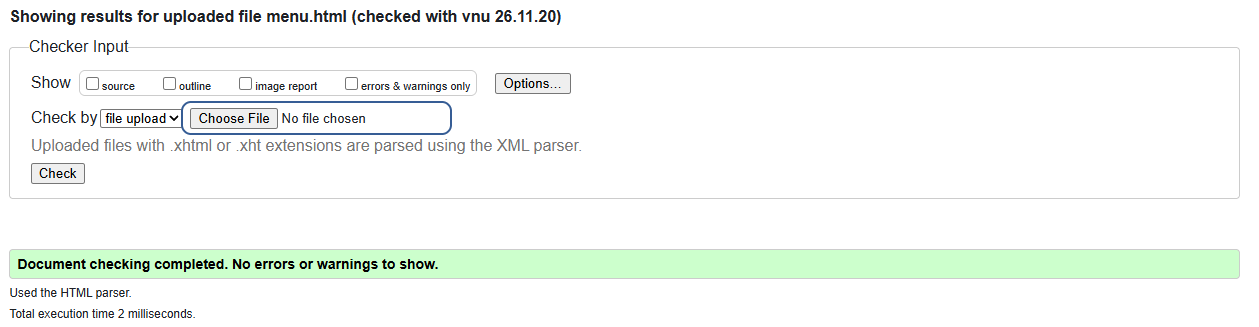 Showing results for uploaded file menu.html (checked with vnu 26.11.20)
Checker Input
Show source outline image report errors & warnings only Options...
Check by file upload Choose File No file chosen
Uploaded files with .xhtml or .xht extensions are parsed using the XML parser.
Check
Document checking completed. No errors or warnings to show.
Used the HTML parser.
Total execution time 2 milliseconds.